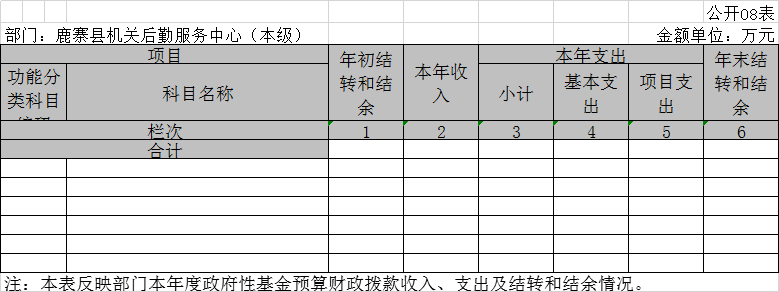 公开08表
部门：鹿寨县机关后勤服务中心（本级） 金额单位：万元
项目 年初结转和结余 本年收入 本年支出 年末结转和结余
功能分类科目编码 科目名称 小计 基本支出 项目支出
栏次 1 2 3 4 5 6
合计
注：本表反映部门本年度政府性基金预算财政拨款收入、支出及结转和结余情况。